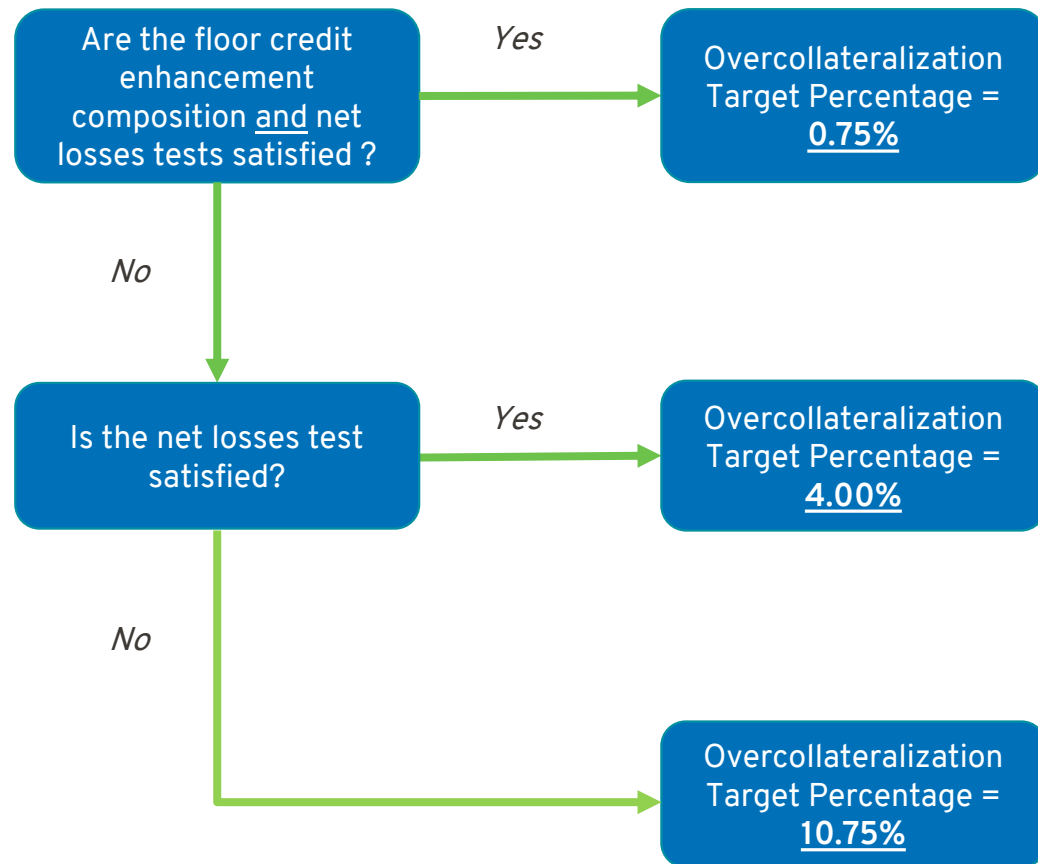 Are the floor credit
enhancement
composition and net
losses tests satisfied ?
Yes
Overcollateralization
Target Percentage =
0.75%
No
Is the net losses test
satisfied?
Yes
Overcollateralization
Target Percentage =
4.00%
No
Overcollateralization
Target Percentage =
10.75%